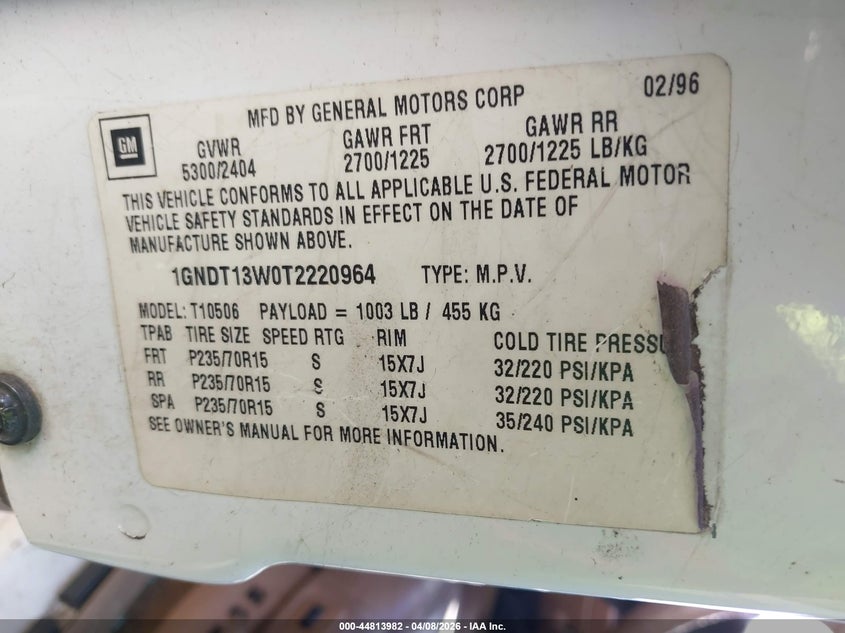 MFD BY GENERAL MOTORS CORP 02/96
GM
GVWR GAWR FRT GAWR RR
5300/2404 2700/1225 2700/1225 LB/KG
THIS VEHICLE CONFORMS TO ALL APPLICABLE U.S. FEDERAL MOTOR
VEHICLE SAFETY STANDARDS IN EFFECT ON THE DATE OF
MANUFACTURE SHOWN ABOVE.
1GNDT13W0T2220964 TYPE: M.P.V.
MODEL: T10506 PAYLOAD = 1003 LB / 455 KG
TPAB TIRE SIZE SPEED RTG RIM COLD TIRE PRESSU
FRT P235/70R15 S 15X7J 32/220 PSI/KPA
RR P235/70R15 S 15X7J 32/220 PSI/KPA
SPA P235/70R15 S 15X7J 35/240 PSI/KPA
SEE OWNER'S MANUAL FOR MORE INFORMATION.
000-44813982 - 04/08/2026 - IAA Inc.